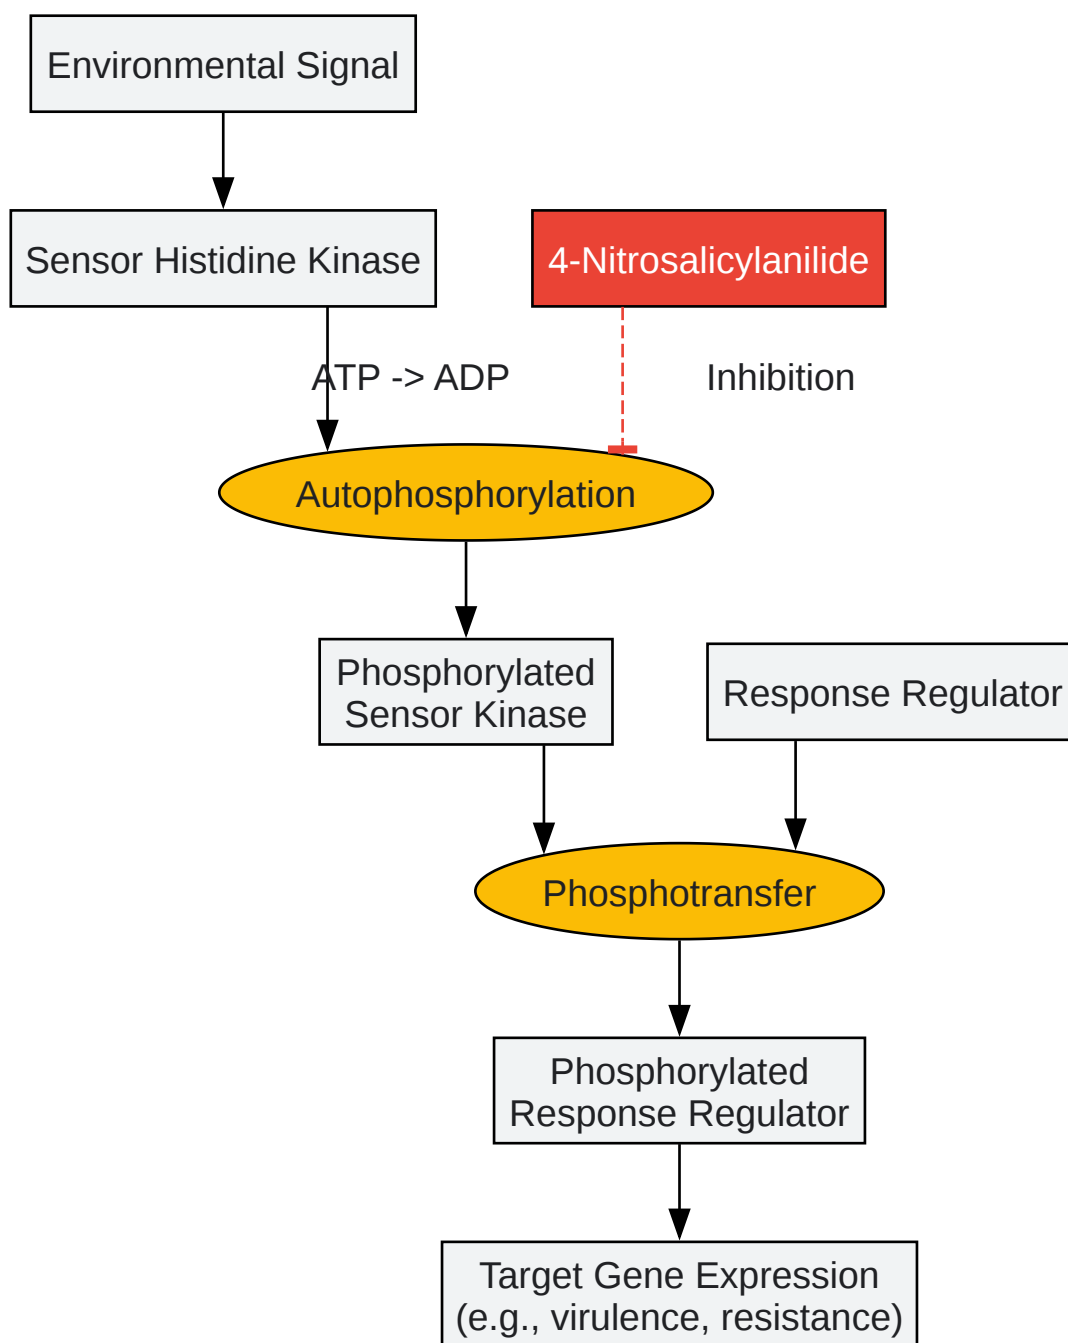 Environmental Signal
Sensor Histidine Kinase
4-Nitrosalicylanilide
ATP -> ADP
Inhibition
Autophosphorylation
Phosphorylated
Sensor Kinase
Response Regulator
Phosphotransfer
Phosphorylated
Response Regulator
Target Gene Expression
(e.g., virulence, resistance)